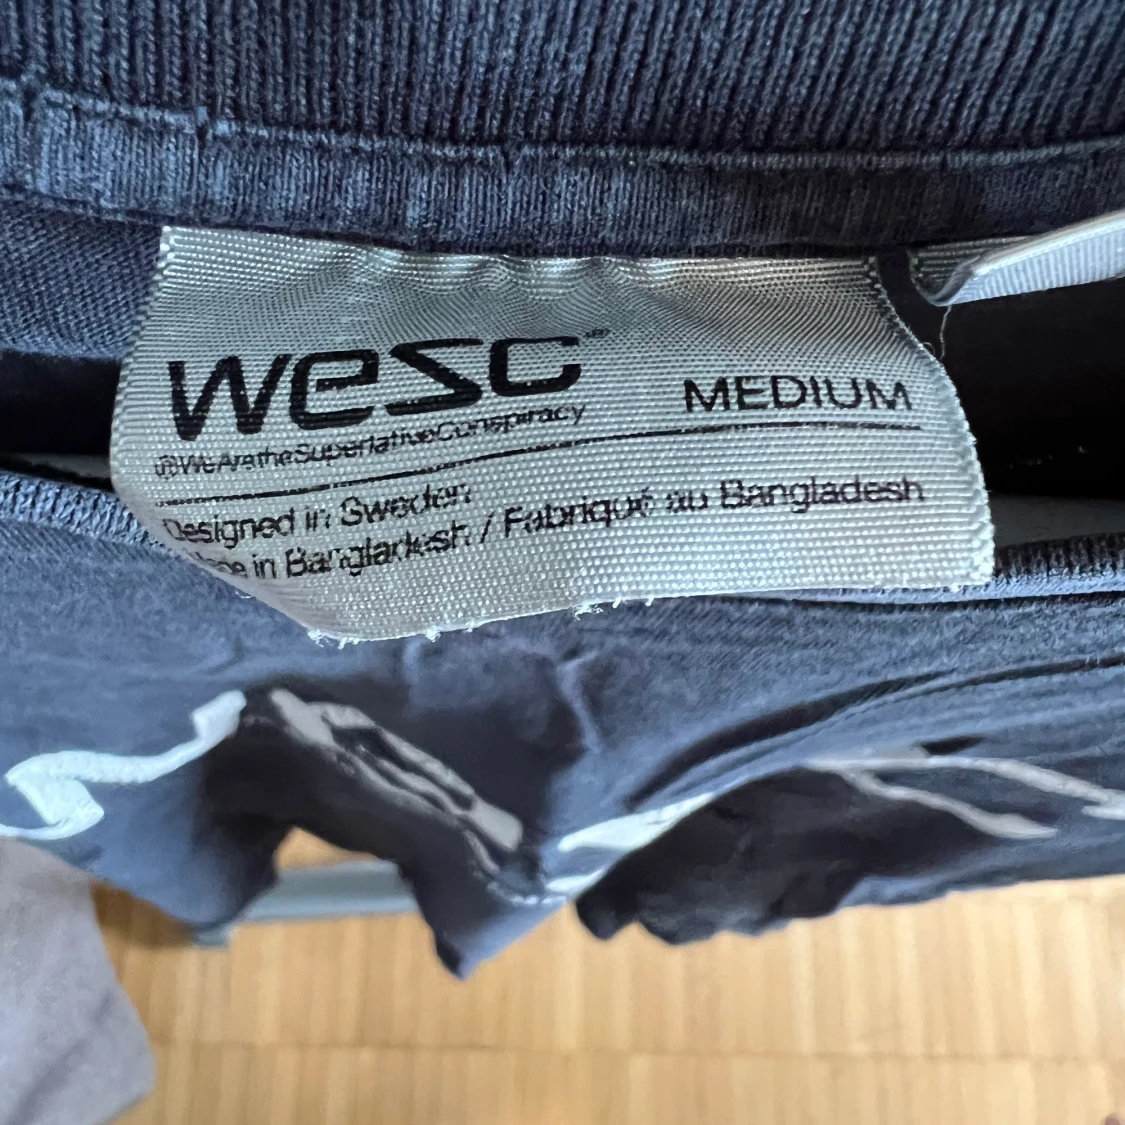 wesc
MEDIUM
@WeAretheSuperlativeConspiracy
Designed in Sweden
in Bangladesh / Fabriqué au Bangladesh